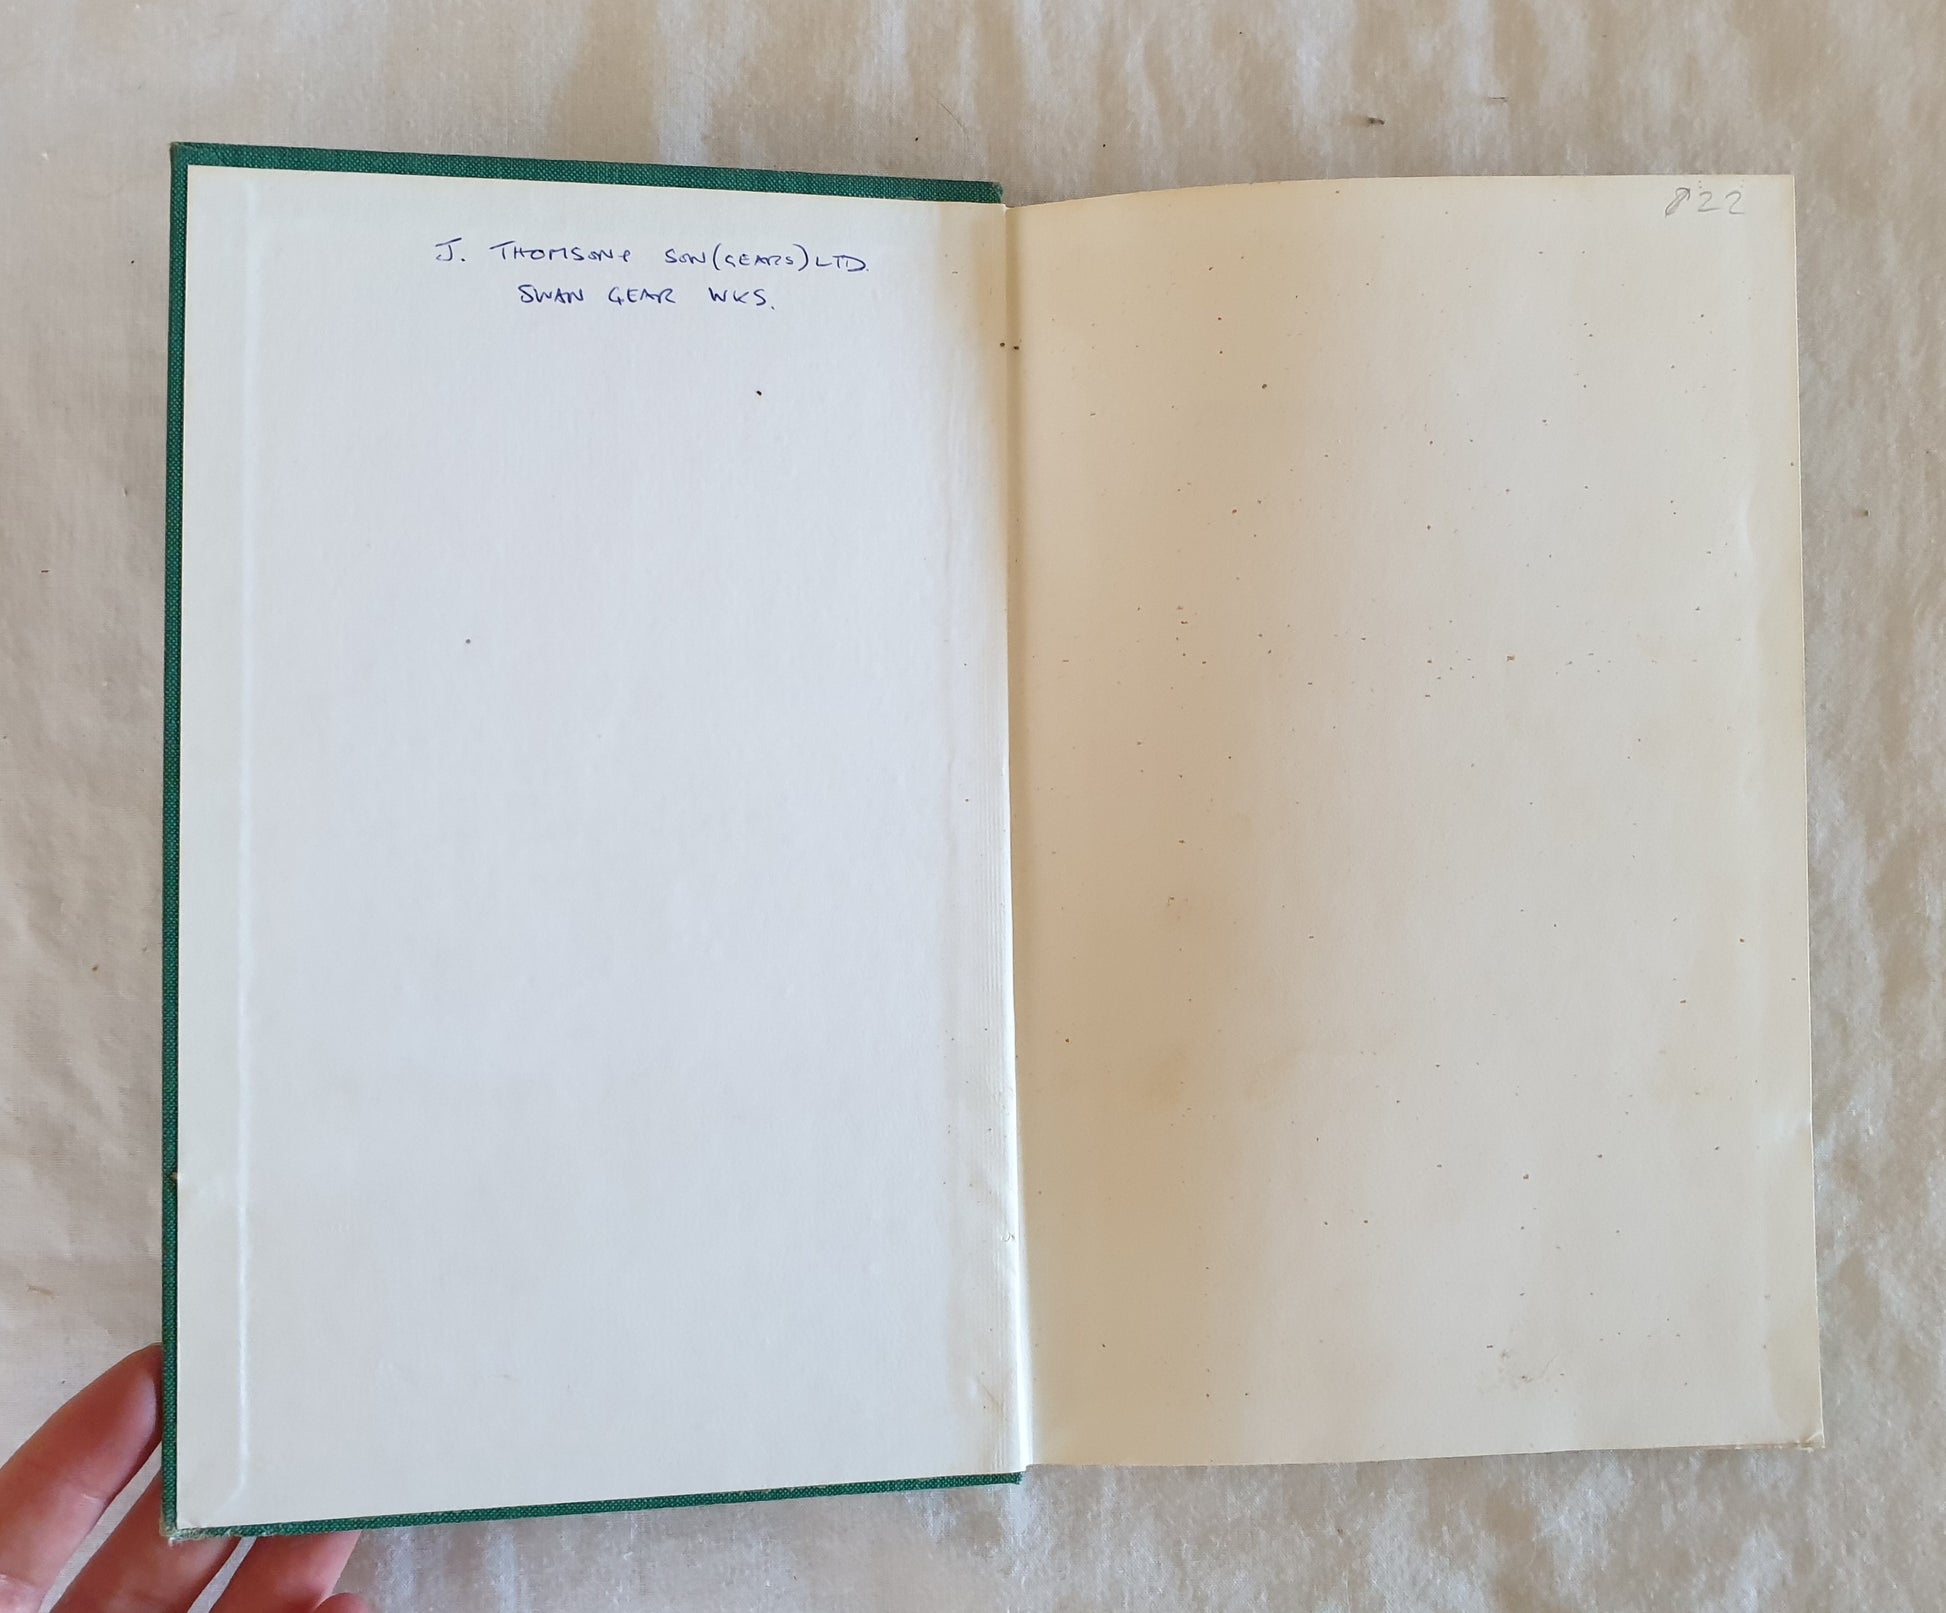 J. THOMSON & SON (GEARS) LTD.
SWAN GEAR WKS.
822